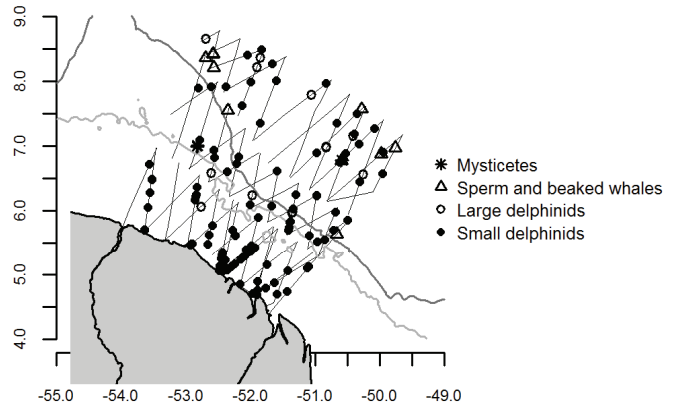 9.0
8.0
7.0
6.0
5.0
4.0
Mysticetes
Sperm and beaked whales
Large delphinids
Small delphinids
-55.0 -54.0 -53.0 -52.0 -51.0 -50.0 -49.0